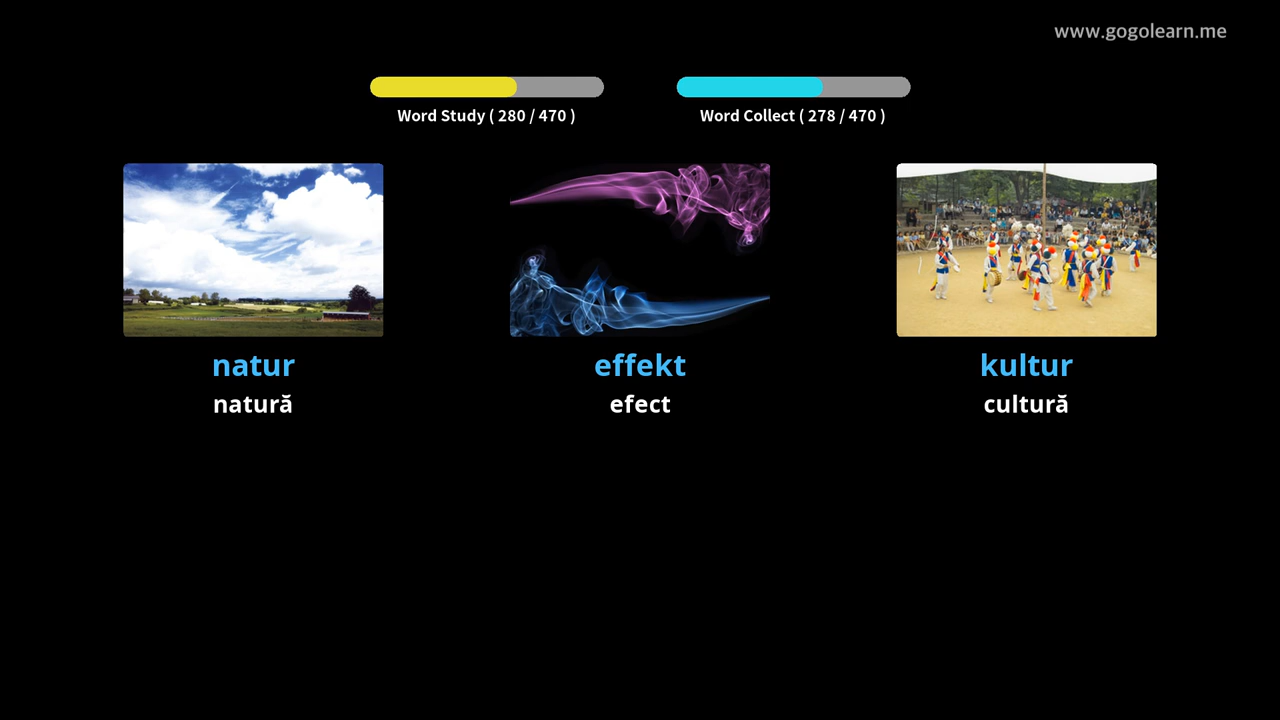 www.gogolearn.me
Word Study ( 280 / 470 )
Word Collect ( 278 / 470 )
natur
effekt
kultur
natură
efect
cultură